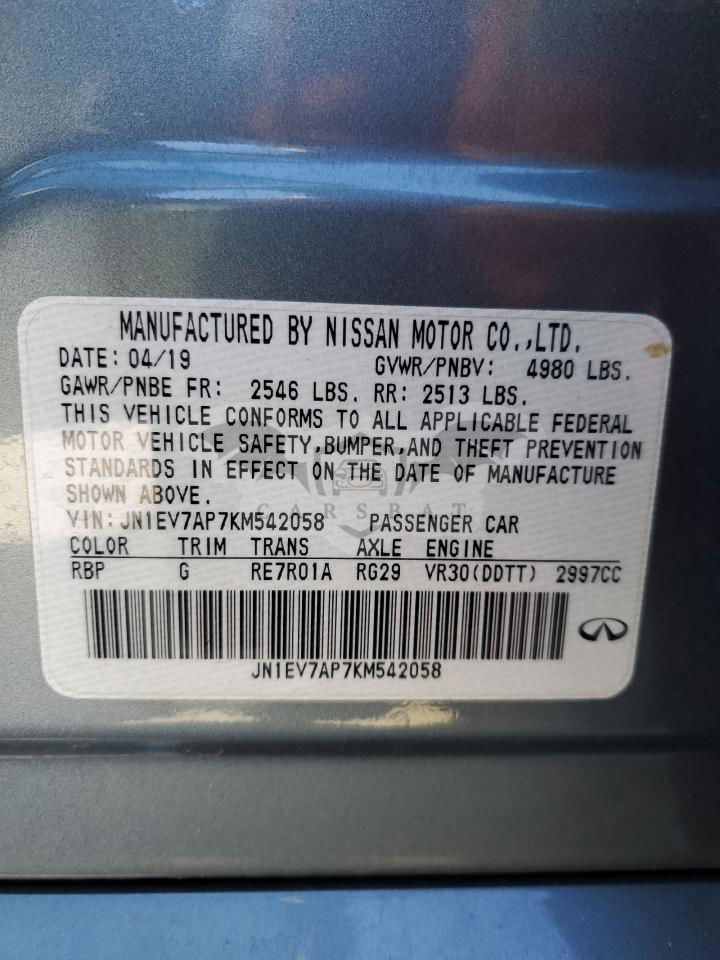 MANUFACTURED BY NISSAN MOTOR CO.,LTD.
DATE: 04/19 GVWR/PNBV: 4980 LBS.
GAWR/PNBE FR: 2546 LBS. RR: 2513 LBS.
THIS VEHICLE CONFORMS TO ALL APPLICABLE FEDERAL
MOTOR VEHICLE SAFETY,BUMPER,AND THEFT PREVENTION
STANDARDS IN EFFECT ON THE DATE OF MANUFACTURE
SHOWN ABOVE.
CARSBAT
VIN: JN1EV7AP7KM542058 PASSENGER CAR
COLOR TRIM TRANS AXLE ENGINE
RBP G RE7R01A RG29 VR30(DDTT) 2997CC
JN1EV7AP7KM542058